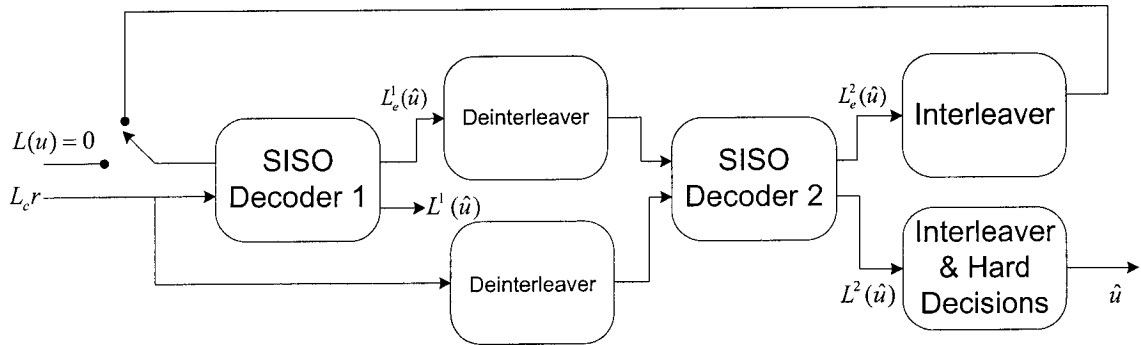 L(u) = 0
L_c r
SISO
Decoder 1
L_e^1(û)
L^1(û)
Deinterleaver
Deinterleaver
SISO
Decoder 2
L_e^2(û)
L^2(û)
Interleaver
Interleaver
& Hard
Decisions
û